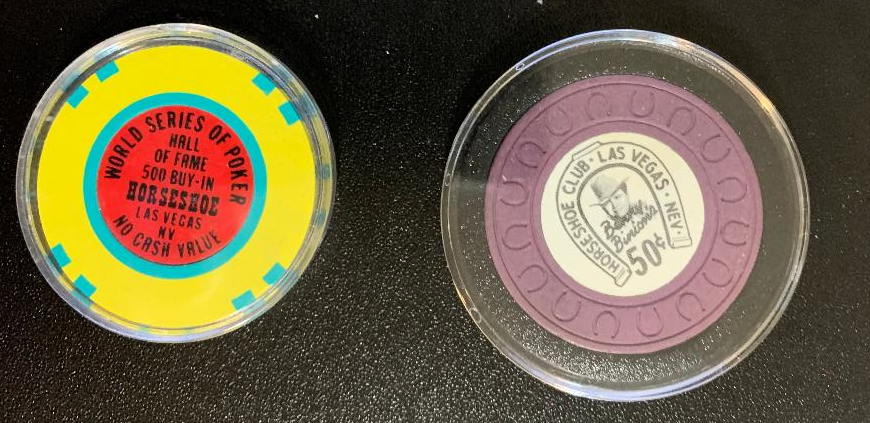 WORLD SERIES OF POKER
HALL
OF FAME
500 BUY-IN
HORSESHOE
LAS VEGAS
NV
NO CASH VALUE
HORSESHOE CLUB · LAS VEGAS · NEV ·
Benny
Binion's
50¢